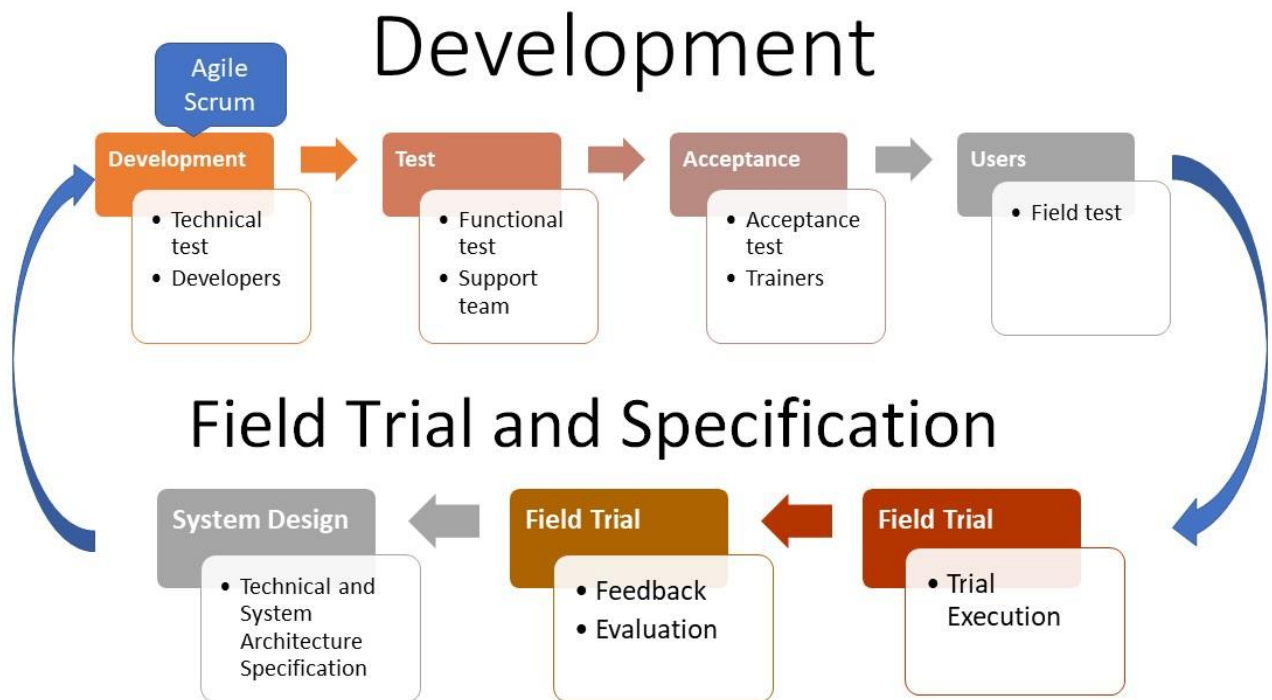 Development
Agile
Scrum
Development
• Technical
test
• Developers
Test
• Functional
test
• Support
team
Acceptance
• Acceptance
test
• Trainers
Users
• Field test
Field Trial and Specification
System Design
• Technical and
System
Architecture
Specification
Field Trial
• Feedback
• Evaluation
Field Trial
• Trial
Execution